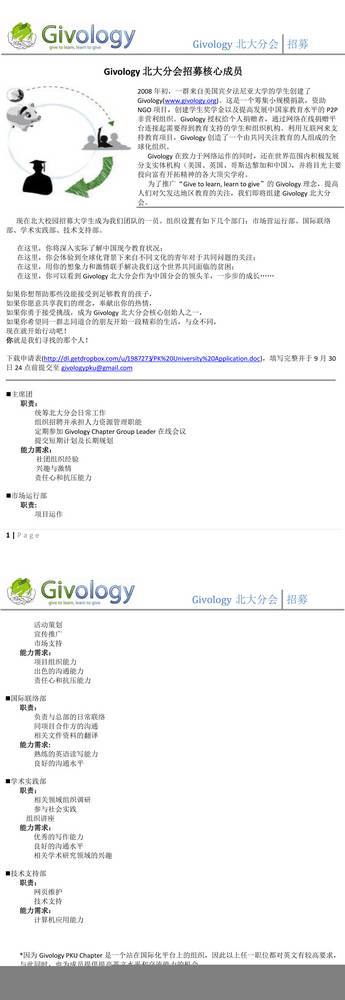 Givology
give to learn, learn to give
Givology 北大分会 招募
Givology 北大分会招募核心成员
2008 年初，一群来自美国宾夕法尼亚大学的学生创建了
Givology(www.givology.org)。这是一个筹集小规模捐款，资助
NGO 项目，创建学生奖学金以及提高发展中国家教育水平的 P2P
非营利组织。Givology 授权给个人捐赠者，通过网络在线捐赠平
台连接起需要得到教育支持的学生和组织机构。利用互联网来支
持教育项目，Givology 创造了一个由共同关注教育的人组成的全
球化组织。
Givology 在致力于网络运作的同时，还在世界范围内积极发展
分支实体机构（美国、英国、哥斯达黎加和中国）。并将目光主要
投向富有开拓精神的各大顶尖学府。
为了推广“Give to learn, learn to give”的 Givology 理念，提高
人们对欠发达地区教育的关注，我们即将组建 Givology 北大分
会。
现在北大校园招募大学生成为我们团队的一员。组织设置有如下几个部门：市场营运行部、国际联络
部、学术实践部、技术支持部。
在这里，你将深入实际了解中国现今教育状况；
在这里，你会体验到全球化背景下来自不同文化的青年对于共同问题的关注；
在这里，用你的想象力和激情联手解决我们这个世界共同面临的贫困；
在这里，你可以看到 Givology 北大分会作为中国分会的领头羊，一步步的成长……
如果你想帮助那些没能接受到足够教育的孩子，
如果你愿意共享我们的理念，奉献出你的热情，
如果你勇于接受挑战，成为 Givology 北大分会核心创始人之一，
如果你希望同一群志同道合的朋友开始一段精彩的生活，与众不同，
现在就开始行动吧！
你就是我们寻找的那个人！
下载申请表(http://dl.getdropbox.com/u/1987273/PK%20University%20Application.doc)，填写完整并于 9 月 30
日 24 点前提交至 givologypku@gmail.com
■主席团
职责：
统筹北大分会日常工作
组织招聘并承担人力资源管理职能
定期参加 Givology Chapter Group Leader 在线会议
提交短期计划及长期规划
能力需求：
社团组织经验
兴趣与激情
责任心和抗压能力
■市场运行部
职责：
项目运作
1 | Page
Givology
give to learn, learn to give
Givology 北大分会 招募
活动策划
宣传推广
市场支持
能力需求：
项目组织能力
出色的沟通能力
责任心和抗压能力
■国际联络部
职责：
负责与总部的日常联络
同项目合作方的沟通
相关文件资料的翻译
能力需求：
熟练的英语读写能力
良好的沟通水平
■学术实践部
职责：
相关领域组织调研
参与社会实践
组织讲座
能力需求：
优秀的写作能力
良好的沟通水平
相关学术研究领域的兴趣
■技术支持部
职责：
网页维护
技术支持
能力需求：
计算机应用能力
*因为 Givology PKU Chapter 是一个站在国际化平台上的组织，因此以上任一职部都对英文有较高要求，